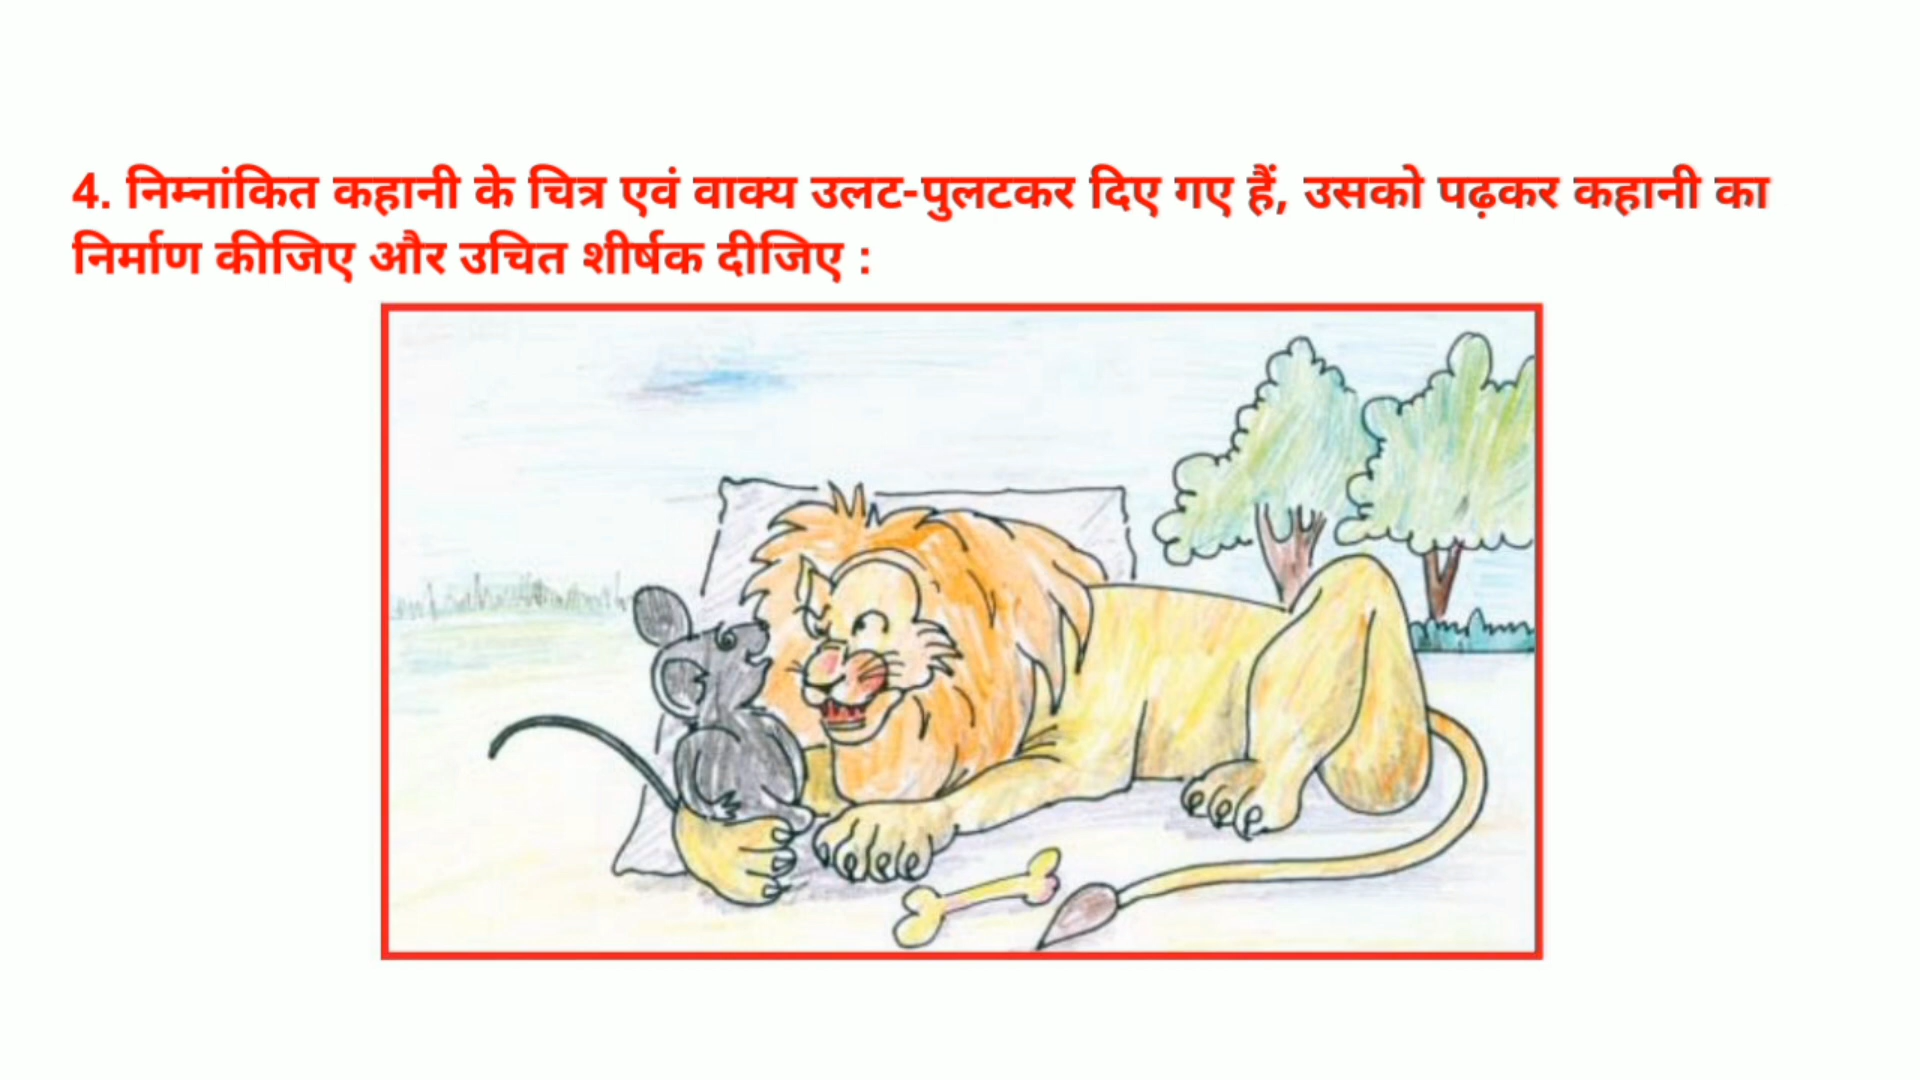 4. निम्नांकित कहानी के चित्र एवं वाक्य उलट-पुलटकर दिए गए हैं, उसको पढ़कर कहानी का
निर्माण कीजिए और उचित शीर्षक दीजिए :